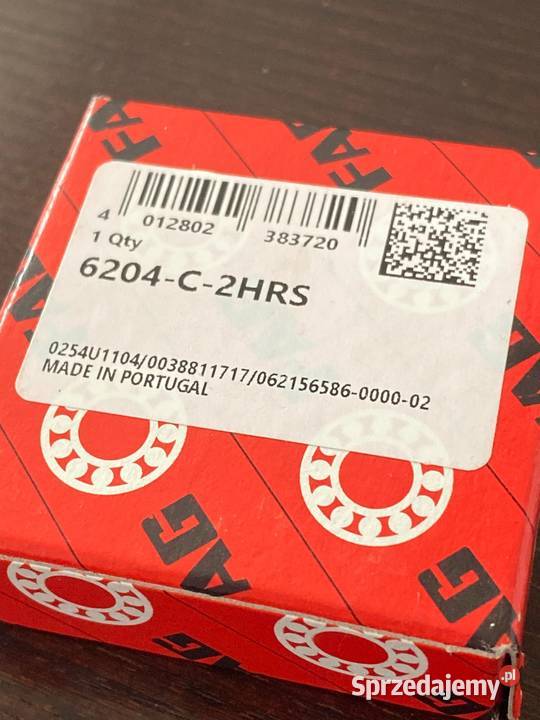 FAG
FAG
4 012802 383720
1 Qty
6204-C-2HRS
0254U1104/0038811717/062156586-0000-02
MADE IN PORTUGAL
FAG
FAG
Sprzedajemy.pl